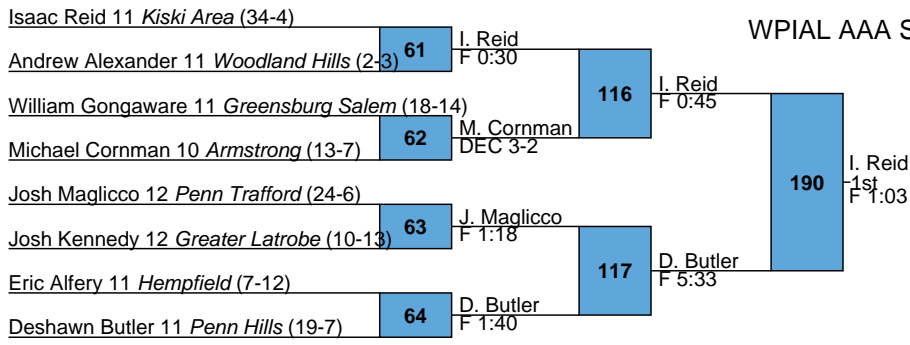 Isaac Reid 11 Kiski Area (34-4)
WPIAL AAA S
61
I. Reid
F 0:30
Andrew Alexander 11 Woodland Hills (2-3)
116
I. Reid
F 0:45
William Gongaware 11 Greensburg Salem (18-14)
62
M. Cornman
DEC 3-2
Michael Cornman 10 Armstrong (13-7)
190
I. Reid
1st
F 1:03
Josh Maglicco 12 Penn Trafford (24-6)
63
J. Maglicco
F 1:18
Josh Kennedy 12 Greater Latrobe (10-13)
117
D. Butler
F 5:33
Eric Alfery 11 Hempfield (7-12)
64
D. Butler
F 1:40
Deshawn Butler 11 Penn Hills (19-7)